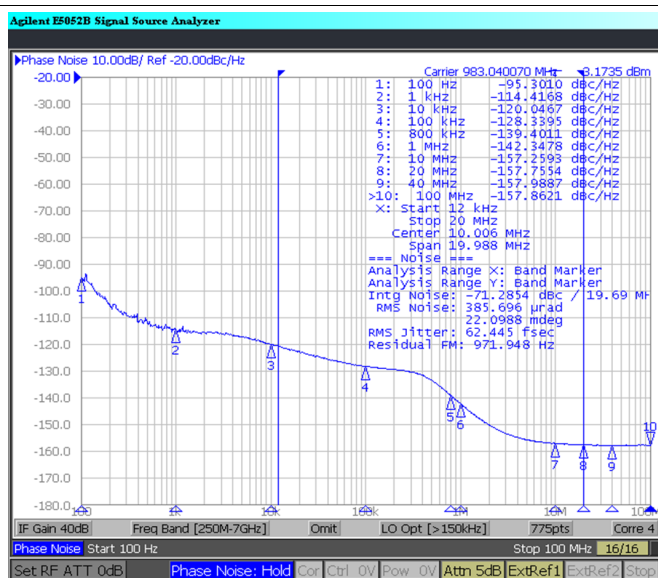 Agilent E5052B Signal Source Analyzer
Phase Noise 10.00dB/ Ref -20.00dBc/Hz
Carrier 983.040070 MHz -3.1735 dBm
-20.00
-30.00
-40.00
-50.00
-60.00
-70.00
-80.00
-90.00
-100.0
-110.0
-120.0
-130.0
-140.0
-150.0
-160.0
-170.0
-180.0
1: 100 Hz -95.3010 dBc/Hz
2: 1 kHz -114.4168 dBc/Hz
3: 10 kHz -120.0467 dBc/Hz
4: 100 kHz -128.3395 dBc/Hz
5: 800 kHz -139.4011 dBc/Hz
6: 1 MHz -142.3478 dBc/Hz
7: 10 MHz -157.2593 dBc/Hz
8: 20 MHz -157.7554 dBc/Hz
9: 40 MHz -157.9887 dBc/Hz
>10: 100 MHz -157.8621 dBc/Hz
X: Start 12 kHz
Stop 20 MHz
Center 10.006 MHz
Span 19.988 MHz
=== Noise ===
Analysis Range X: Band Marker
Analysis Range Y: Band Marker
Intg Noise: -71.2854 dBc / 19.69 MH
RMS Noise: 385.696 µrad
22.0988 mdeg
RMS Jitter: 62.445 fsec
Residual FM: 971.948 Hz
1 2 3 4 5 6 7 8 9 10
100 1k 10k 100k 1M 10M 100M
IF Gain 40dB Freq Band [250M-7GHz] Omit LO Opt [>150kHz] 775pts Corre 4
Phase Noise Start 100 Hz Stop 100 MHz 16/16
Set RF ATT 0dB Phase Noise: Hold Cor Ctrl 0V Pow 0V Attn 5dB ExtRef1 ExtRef2 Stop